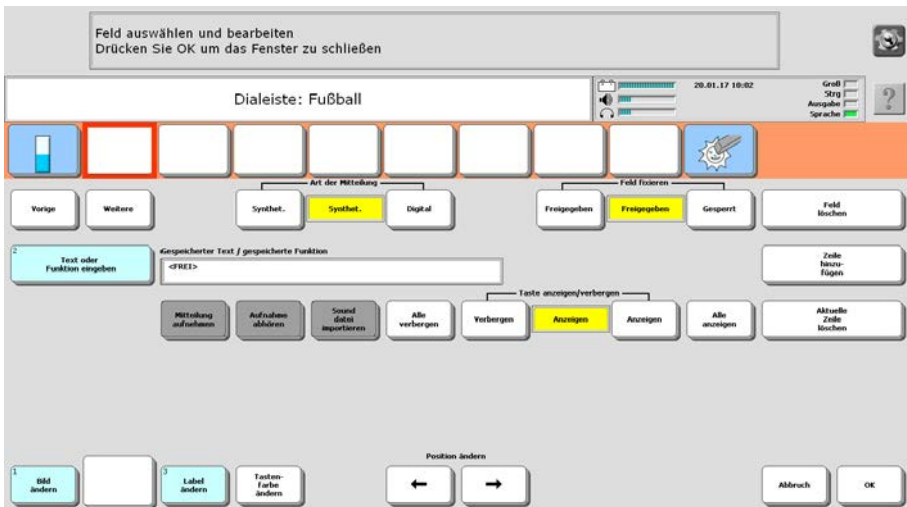 Feld auswählen und bearbeiten
Drücken Sie OK um das Fenster zu schließen
Dialeiste: Fußball
20.01.17 10:02
Groß
Strg
Ausgabe
Sprache
?
Art der Mitteilung
Feld fixieren
Vorige
Weitere
Synthet.
Synthet.
Digital
Freigegeben
Freigegeben
Gesperrt
Feld
löschen
2
Text oder
Funktion eingeben
Gespeicherter Text / gespeicherte Funktion
<FREI>
Zeile
hinzu-
fügen
Taste anzeigen/verbergen
Mitteilung
aufnehmen
Aufnahme
abhören
Sound
datei
importieren
Alle
verbergen
Verbergen
Anzeigen
Anzeigen
Alle
anzeigen
Aktuelle
Zeile
löschen
Position ändern
1
Bild
ändern
3
Label
ändern
Tasten-
farbe
ändern
←
→
Abbruch
OK